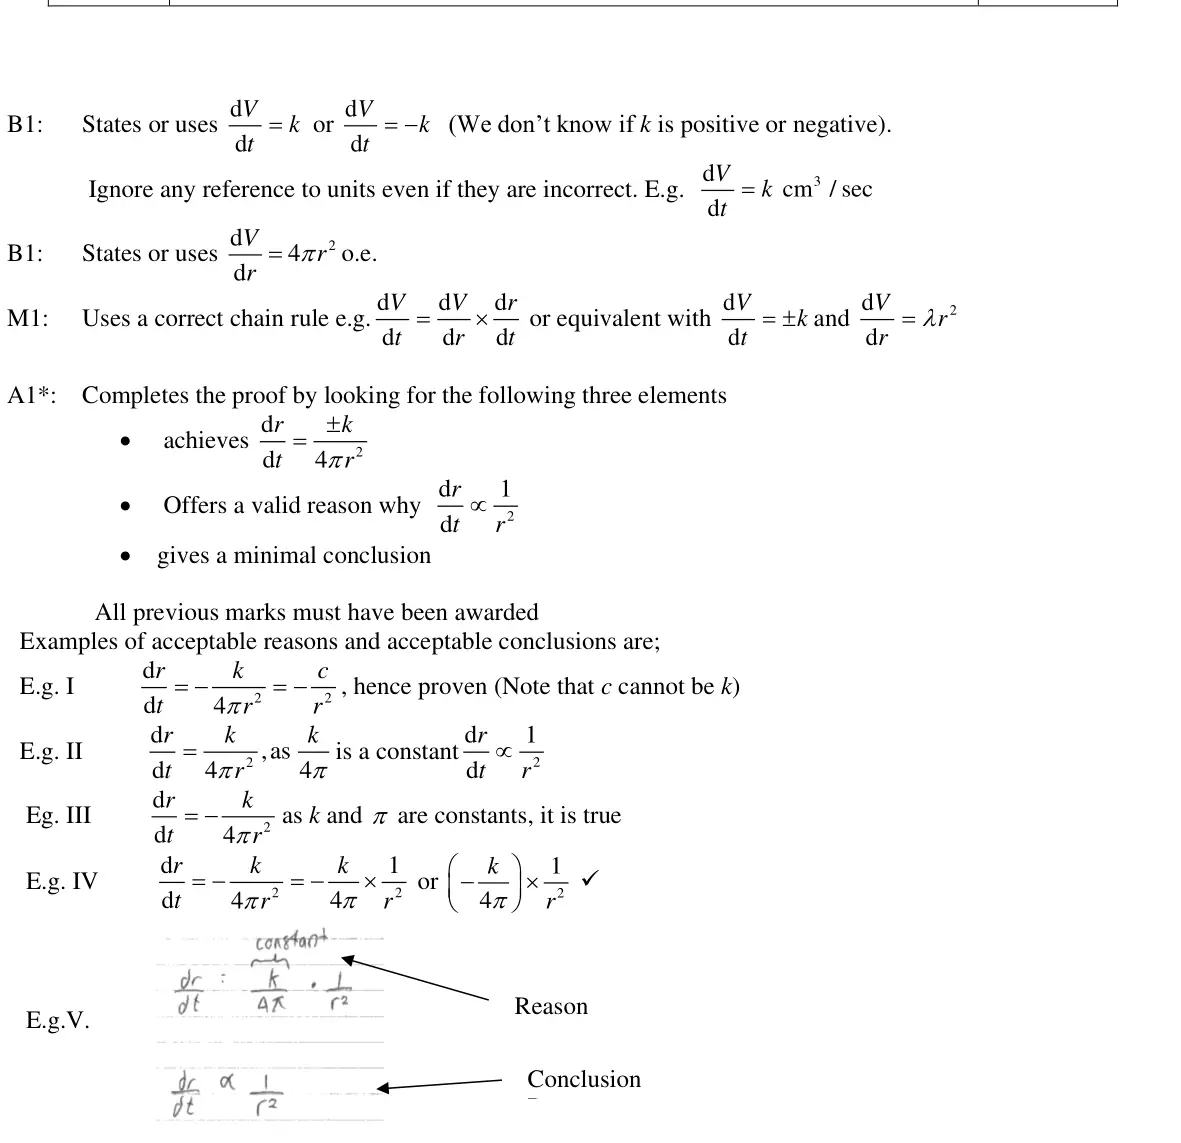 B1: States or uses dV/dt = k or dV/dt = −k (We don’t know if k is positive or negative).
Ignore any reference to units even if they are incorrect. E.g. dV/dt = k cm³ / sec
B1: States or uses dV/dr = 4πr² o.e.
M1: Uses a correct chain rule e.g. dV/dt = dV/dr × dr/dt or equivalent with dV/dt = ±k and dV/dr = λr²
A1*: Completes the proof by looking for the following three elements
• achieves dr/dt = ±k/4πr²
• Offers a valid reason why dr/dt ∝ 1/r²
• gives a minimal conclusion
All previous marks must have been awarded
Examples of acceptable reasons and acceptable conclusions are;
E.g. I dr/dt = −k/4πr² = −c/r² , hence proven (Note that c cannot be k)
E.g. II dr/dt = k/4πr² , as k/4π is a constant dr/dt ∝ 1/r²
Eg. III dr/dt = −k/4πr² as k and π are constants, it is true
E.g. IV dr/dt = −k/4πr² = −k/4π × 1/r² or (−k/4π) × 1/r² ✓
constant
dr/dt : k/4π . 1/r²
Reason
E.g.V.
Conclusion
dr/dt ∝ 1/r²